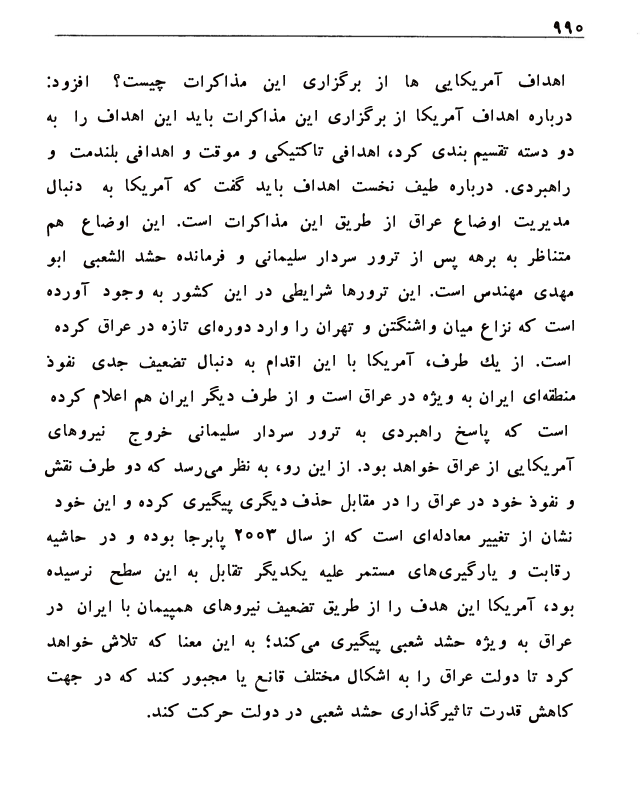 ۹۹۰
اهداف آمریکایی ها از برگزاری این مذاکرات چیست؟ افزود:
درباره اهداف آمریکا از برگزاری این مذاکرات باید این اهداف را به
دو دسته تقسیم بندی کرد، اهدافی تاکتیکی و موقت و اهدافی بلندمت و
راهبردی. درباره طیف نخست اهداف باید گفت که آمریکا به دنبال
مدیریت اوضاع عراق از طریق این مذاکرات است. این اوضاع هم
متناظر به برهه پس از ترور سردار سلیمانی و فرمانده حشد الشعبی ابو
مهدی مهندس است. این ترورها شرایطی در این کشور به وجود آورده
است که نزاع میان واشنگتن و تهران را وارد دوره‌ای تازه در عراق کرده
است. از یك طرف، آمریکا با این اقدام به دنبال تضعیف جدی نفوذ
منطقه‌ای ایران به ویژه در عراق است و از طرف دیگر ایران هم اعلام کرده
است که پاسخ راهبردی به ترور سردار سلیمانی خروج نیروهای
آمریکایی از عراق خواهد بود. از این رو، به نظر می‌رسد که دو طرف نقش
و نفوذ خود در عراق را در مقابل حذف دیگری پیگیری کرده و این خود
نشان از تغییر معادله‌ای است که از سال ۲۰۰۳ پابرجا بوده و در حاشیه
رقابت و یارگیری‌های مستمر علیه یکدیگر تقابل به این سطح نرسیده
بود، آمریکا این هدف را از طریق تضعیف نیروهای همپیمان با ایران در
عراق به ویژه حشد شعبی پیگیری می‌کند؛ به این معنا که تلاش خواهد
کرد تا دولت عراق را به اشکال مختلف قانع یا مجبور کند که در جهت
کاهش قدرت تاثیرگذاری حشد شعبی در دولت حرکت کند.